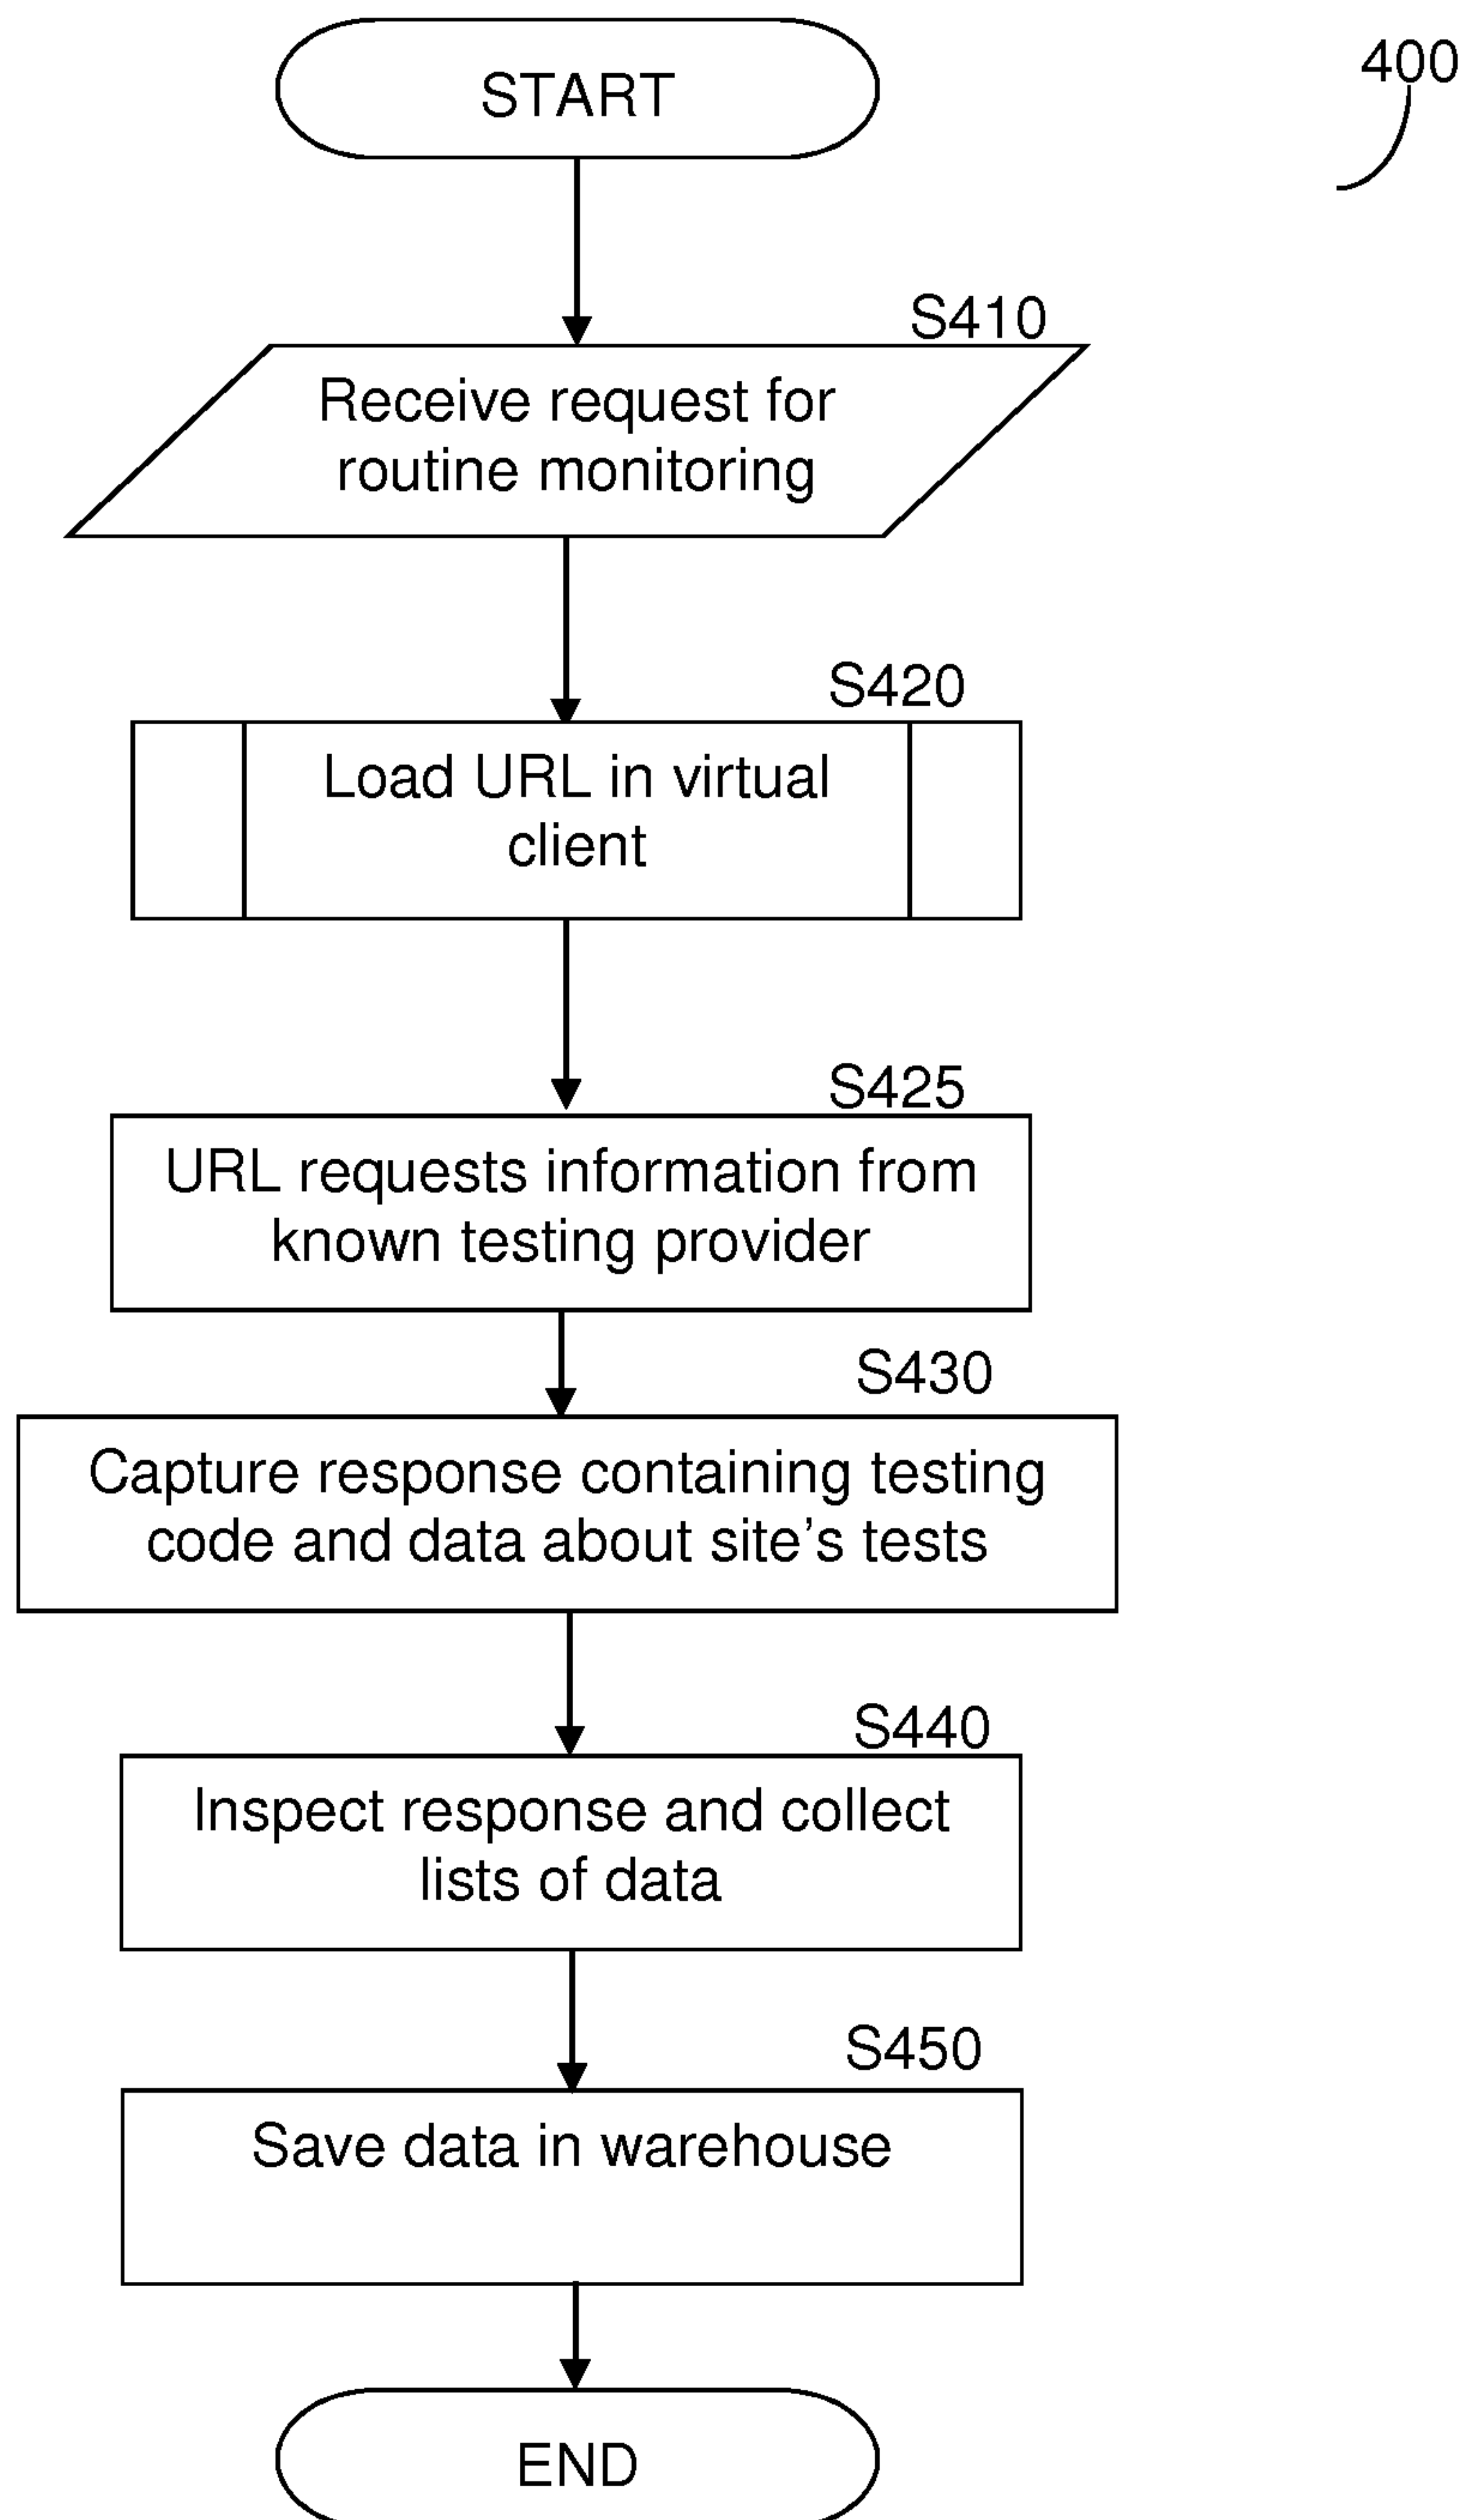 400
START
S410
Receive request for
routine monitoring
S420
Load URL in virtual
client
S425
URL requests information from
known testing provider
S430
Capture response containing testing
code and data about site's tests
S440
Inspect response and collect
lists of data
S450
Save data in warehouse
END